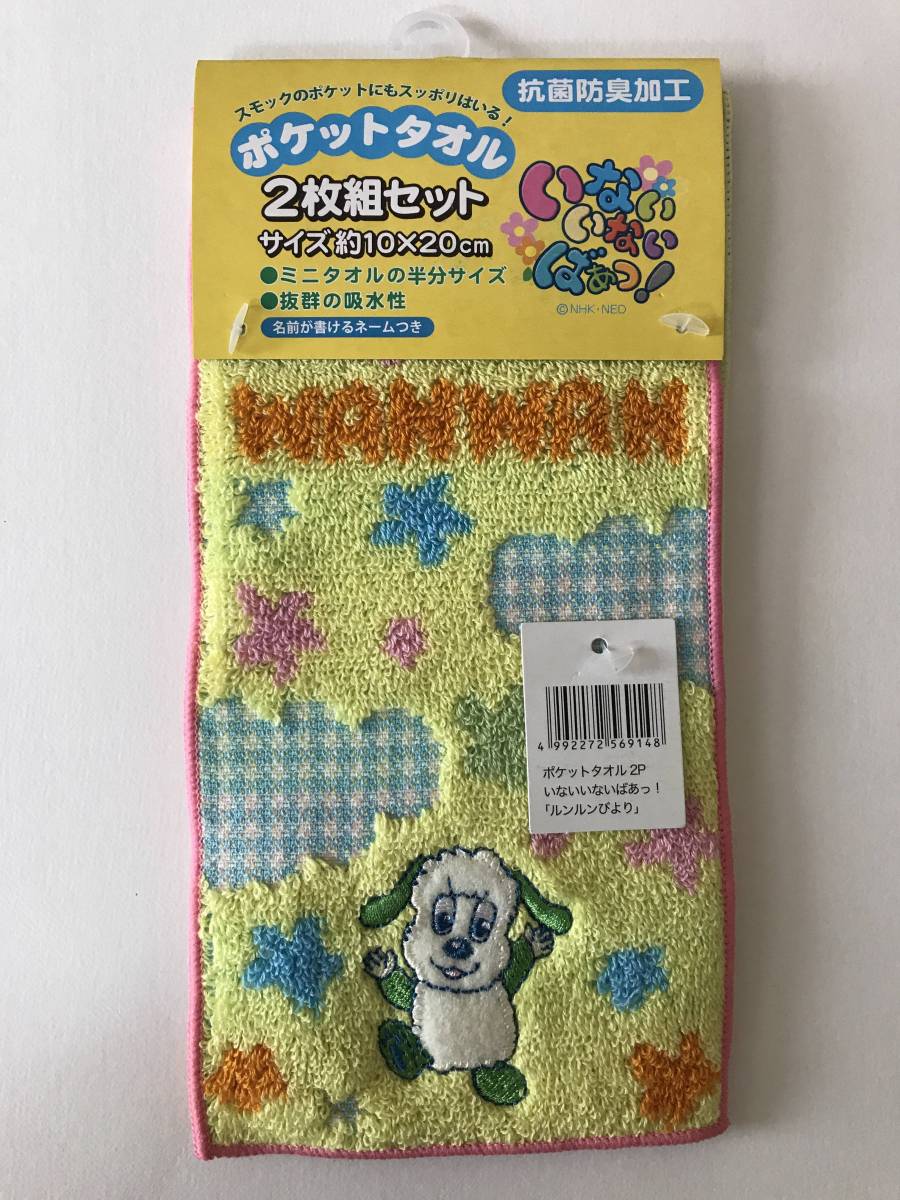 抗菌防臭加工
スモックのポケットにもスッポリはいる！
ポケットタオル
2枚組セット
サイズ約10×20cm
●ミニタオルの半分サイズ
●抜群の吸水性
名前が書けるネームつき
いない
いない
ばぁっ！
©NHK・NED
WANWAN
4 992272 569148
ポケットタオル 2P
いないいないばあっ！
「ルンルンびより」